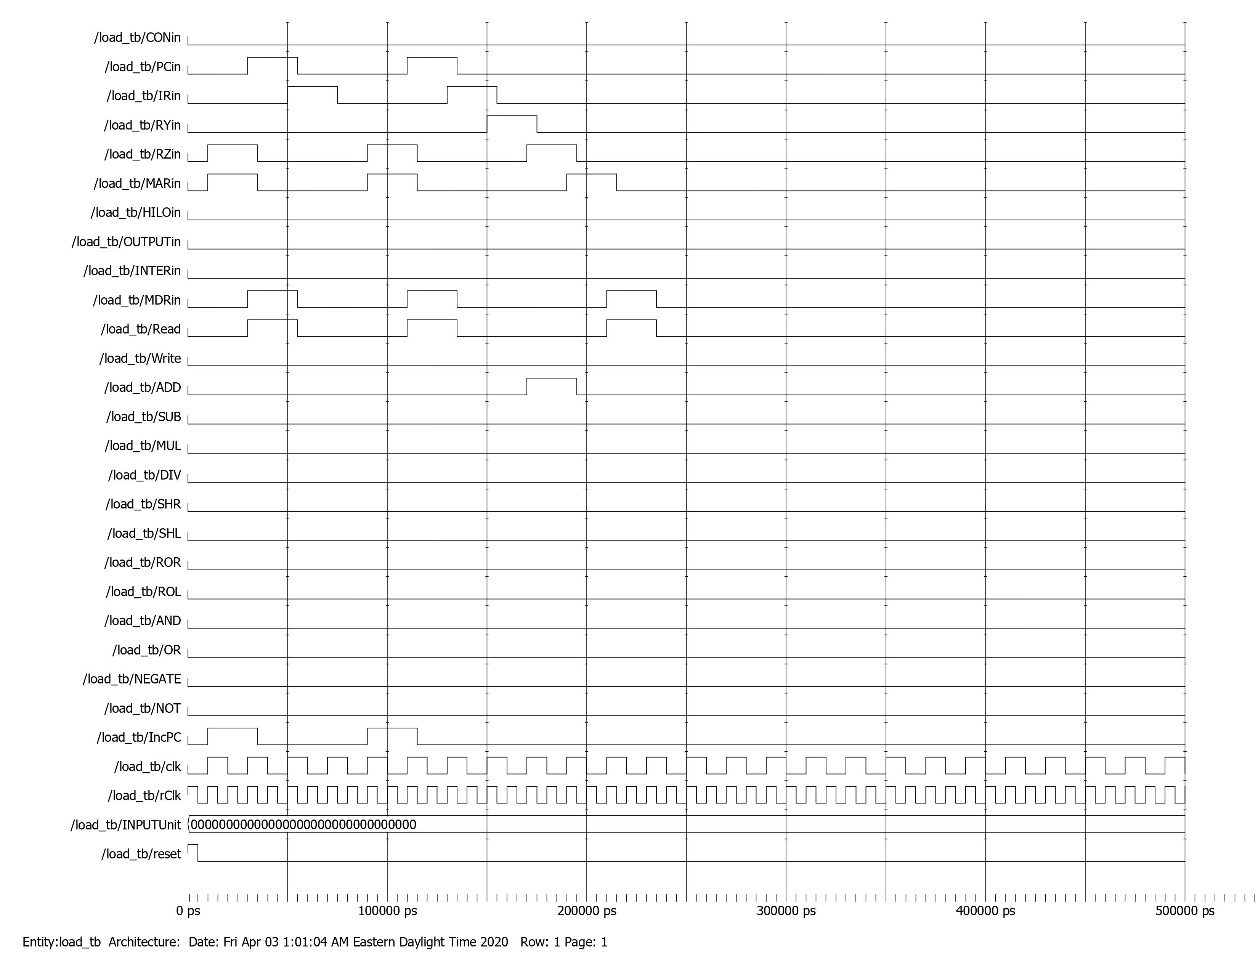 /load_tb/CONin
/load_tb/PCin
/load_tb/IRin
/load_tb/RYin
/load_tb/RZin
/load_tb/MARin
/load_tb/HILOin
/load_tb/OUTPUTin
/load_tb/INTERin
/load_tb/MDRin
/load_tb/Read
/load_tb/Write
/load_tb/ADD
/load_tb/SUB
/load_tb/MUL
/load_tb/DIV
/load_tb/SHR
/load_tb/SHL
/load_tb/ROR
/load_tb/ROL
/load_tb/AND
/load_tb/OR
/load_tb/NEGATE
/load_tb/NOT
/load_tb/IncPC
/load_tb/clk
/load_tb/rClk
/load_tb/INPUTUnit 00000000000000000000000000000000
/load_tb/reset
0 ps 100000 ps 200000 ps 300000 ps 400000 ps 500000 ps
Entity:load_tb Architecture: Date: Fri Apr 03 1:01:04 AM Eastern Daylight Time 2020 Row: 1 Page: 1